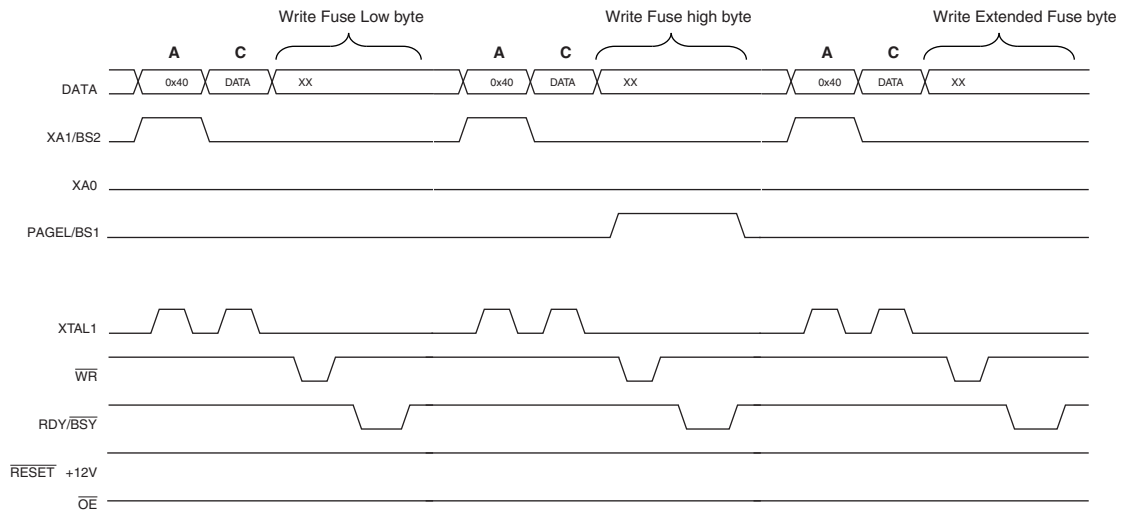 Write Fuse Low byte Write Fuse high byte Write Extended Fuse byte
A C A C A C
DATA 0x40 DATA XX 0x40 DATA XX 0x40 DATA XX
XA1/BS2
XA0
PAGEL/BS1
XTAL1
WR
RDY/BSY
RESET +12V
OE